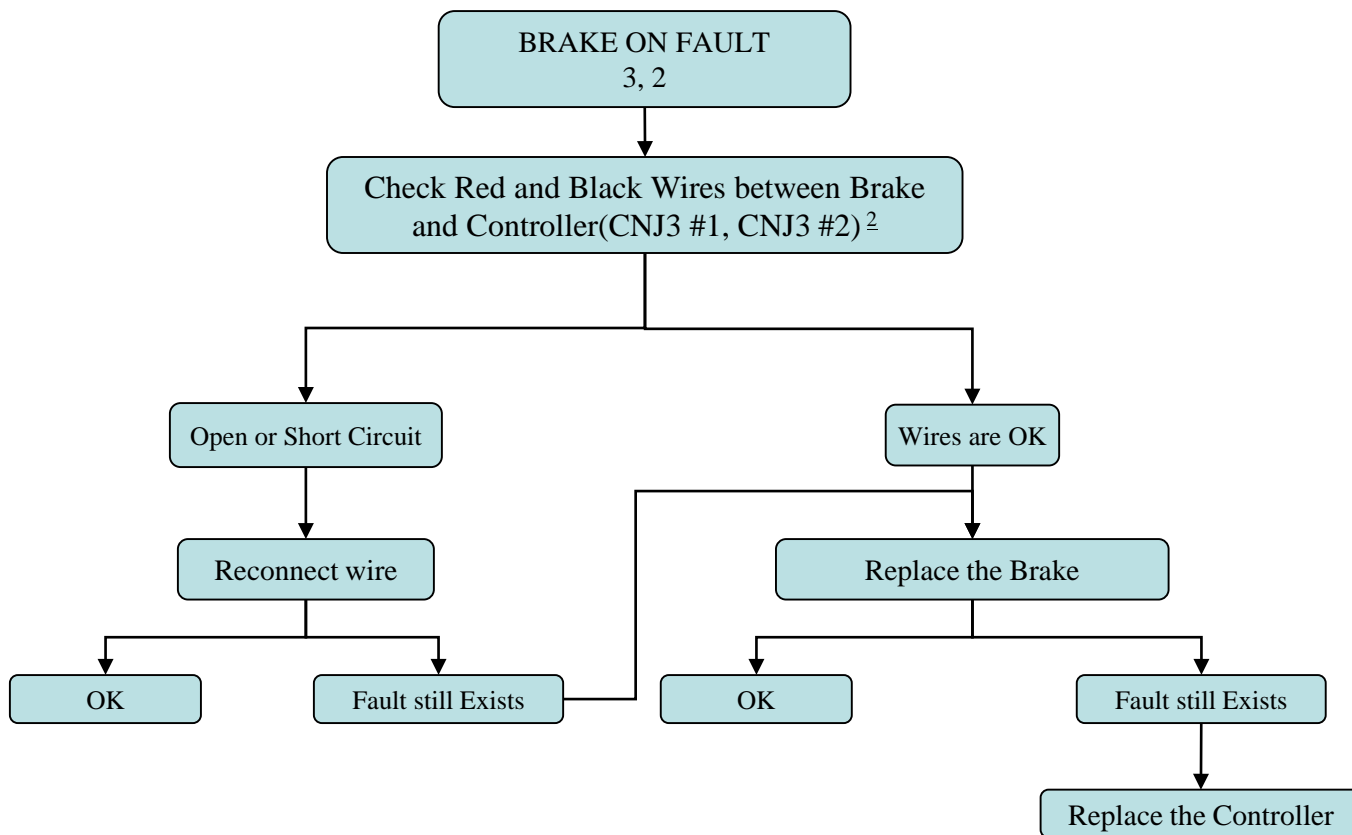 BRAKE ON FAULT
3, 2
Check Red and Black Wires between Brake
and Controller(CNJ3 #1, CNJ3 #2) 2
Open or Short Circuit
Wires are OK
Reconnect wire
Replace the Brake
OK
Fault still Exists
OK
Fault still Exists
Replace the Controller